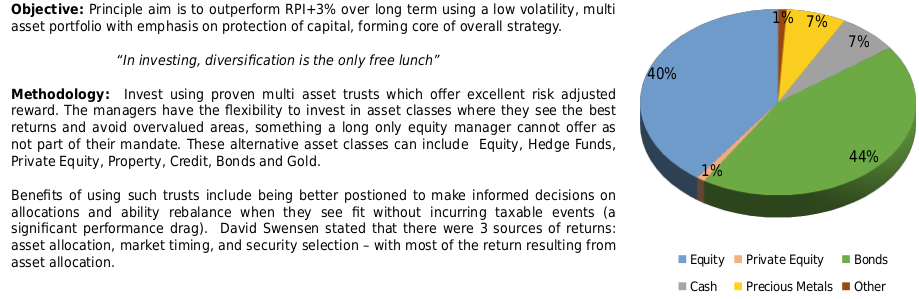 Objective: Principle aim is to outperform RPI+3% over long term using a low volatility, multi
asset portfolio with emphasis on protection of capital, forming core of overall strategy.
“In investing, diversification is the only free lunch”
Methodology: Invest using proven multi asset trusts which offer excellent risk adjusted
reward. The managers have the flexibility to invest in asset classes where they see the best
returns and avoid overvalued areas, something a long only equity manager cannot offer as
not part of their mandate. These alternative asset classes can include Equity, Hedge Funds,
Private Equity, Property, Credit, Bonds and Gold.
Benefits of using such trusts include being better postioned to make informed decisions on
allocations and ability rebalance when they see fit without incurring taxable events (a
significant performance drag). David Swensen stated that there were 3 sources of returns:
asset allocation, market timing, and security selection – with most of the return resulting from
asset allocation.
1%
7%
7%
40%
44%
1%
Equity Private Equity Bonds
Cash Precious Metals Other